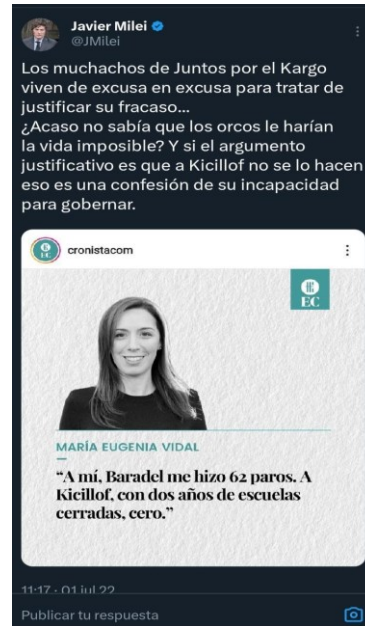 Javier Milei
@JMilei
Los muchachos de Juntos por el Kargo
viven de excusa en excusa para tratar de
justificar su fracaso...
¿Acaso no sabía que los orcos le harían
la vida imposible? Y si el argumento
justificativo es que a Kicillof no se lo hacen
eso es una confesión de su incapacidad
para gobernar.
cronistacom
EC
MARÍA EUGENIA VIDAL
“A mí, Baradel me hizo 62 paros. A
Kicillof, con dos años de escuelas
cerradas, cero.”
11:17 · 01 jul 22
Publicar tu respuesta